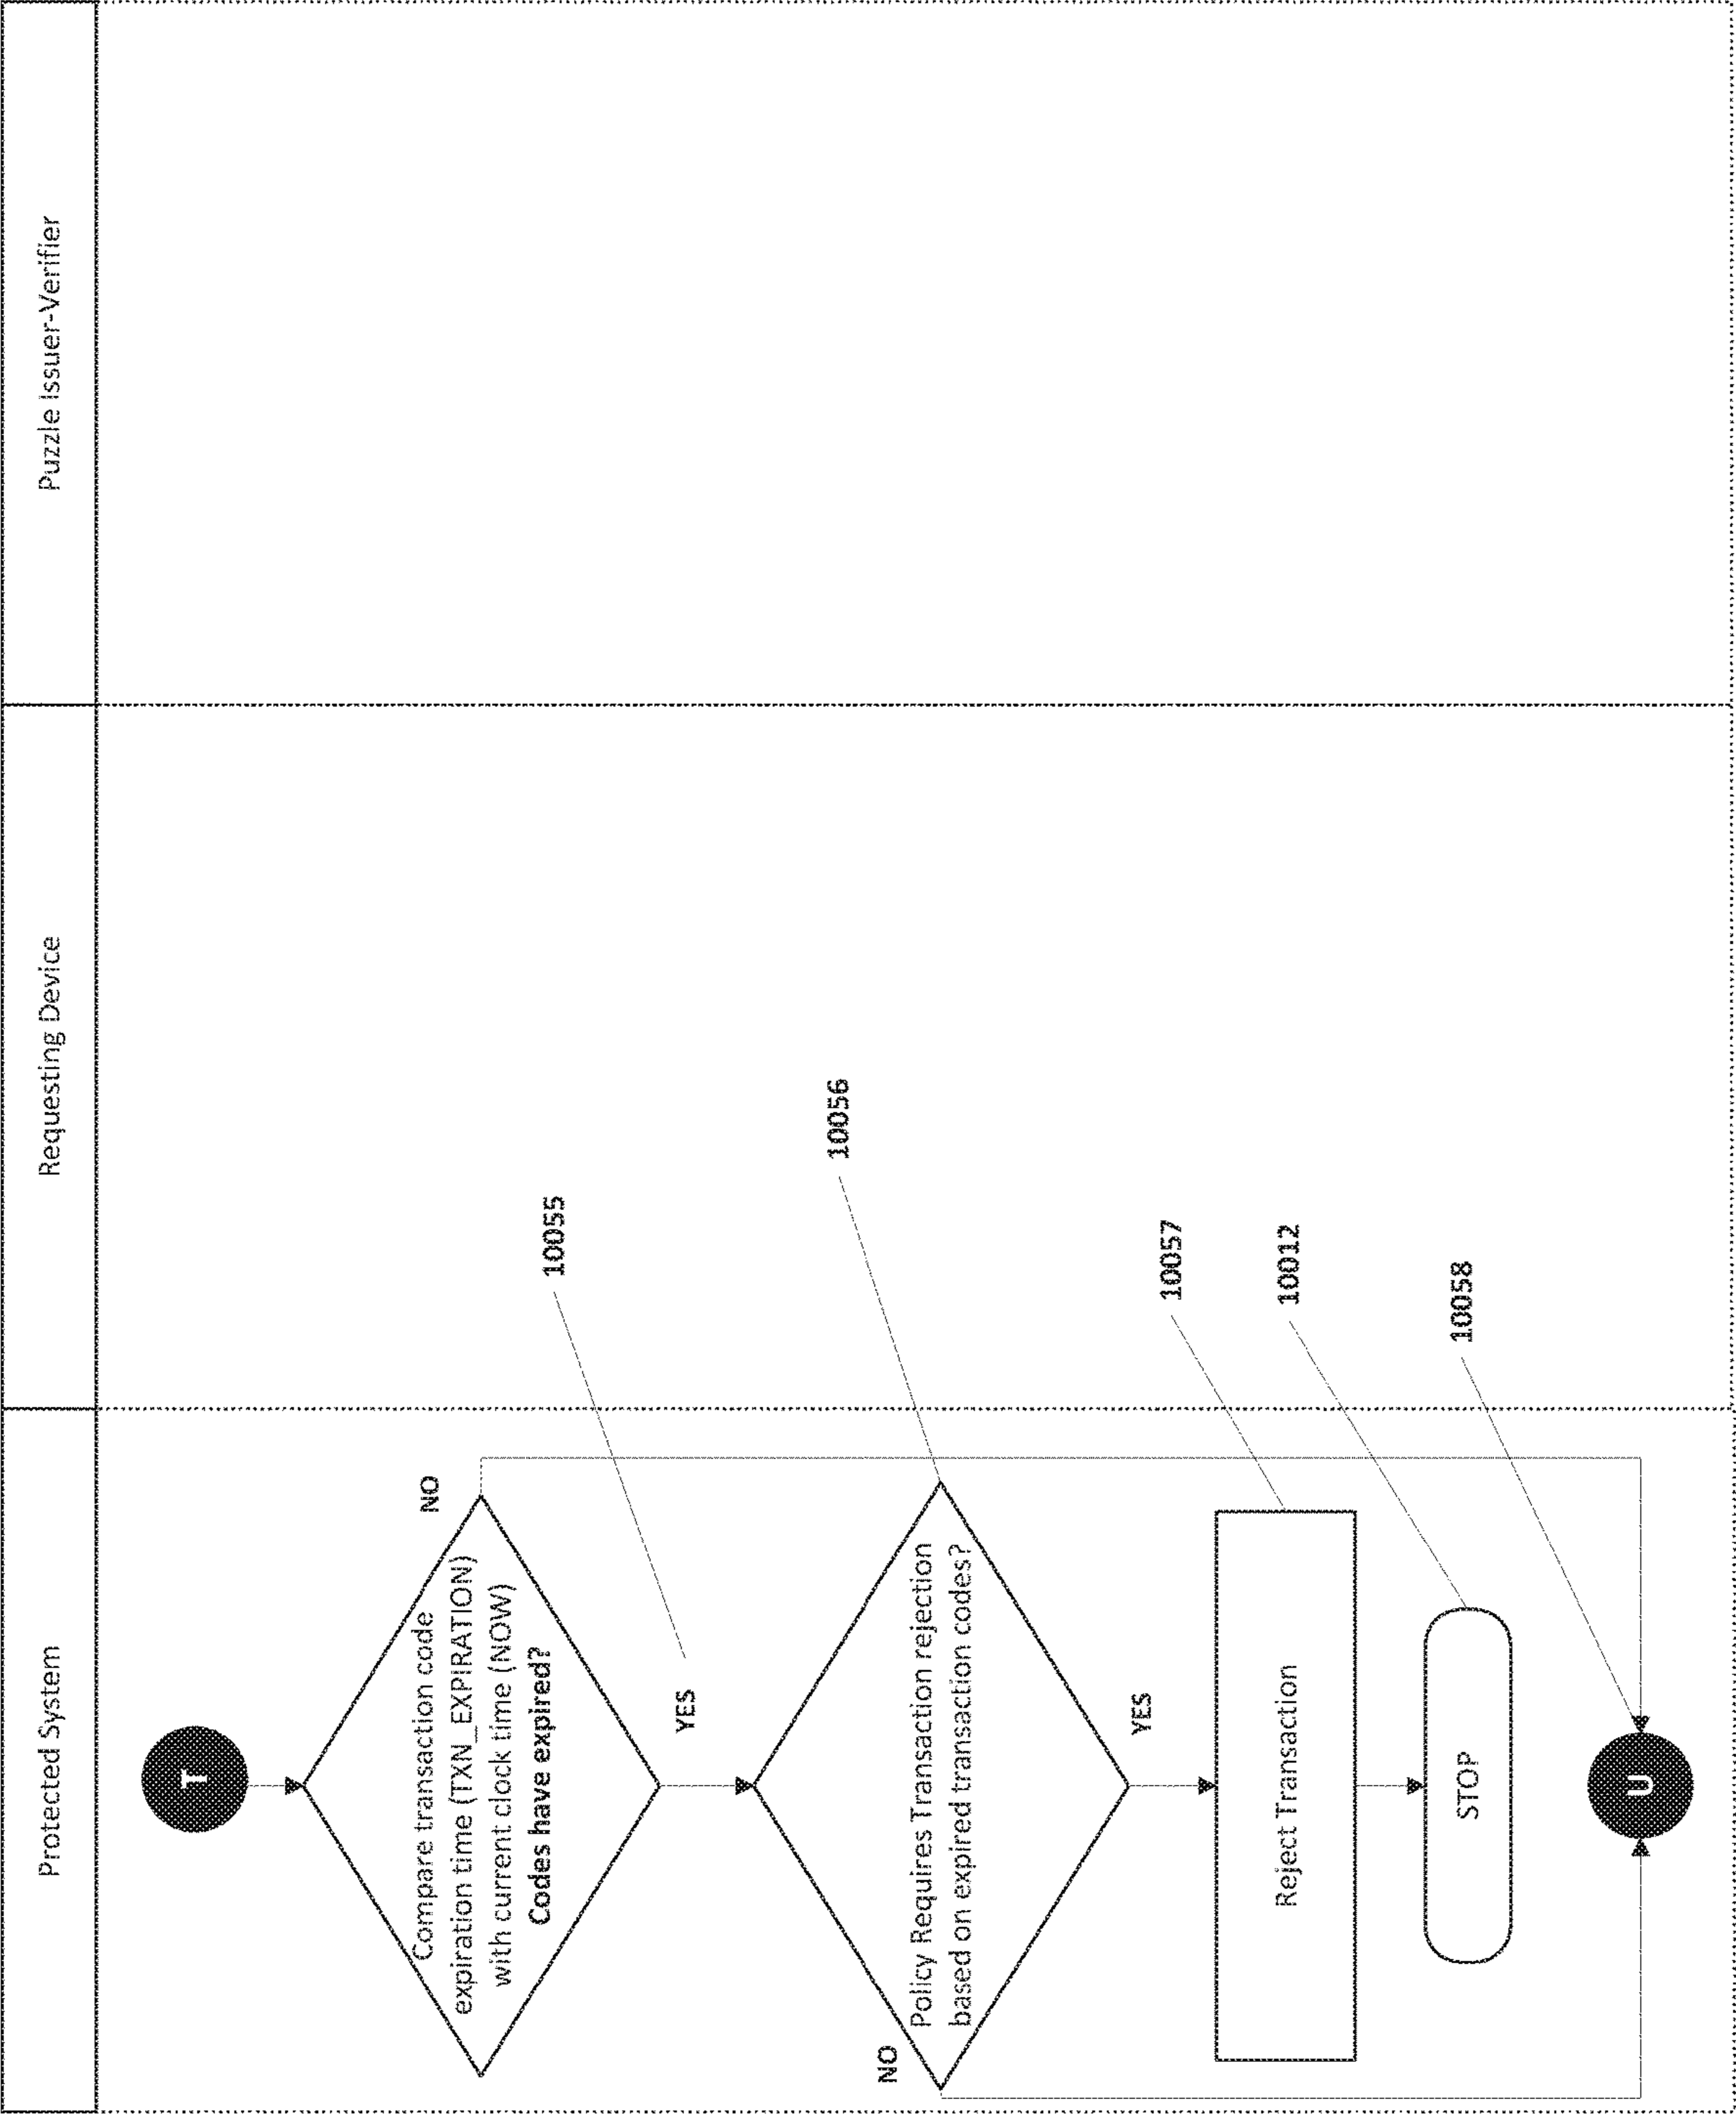 Protected System
Requesting Device
Puzzle Issuer-Verifier
T
Compare transaction code
expiration time (TXN_EXPIRATION)
with current clock time (NOW)
Codes have expired?
NO
YES
10055
Policy Requires Transaction rejection
based on expired transaction codes?
NO
YES
10056
Reject Transaction
10057
STOP
10012
U
10058